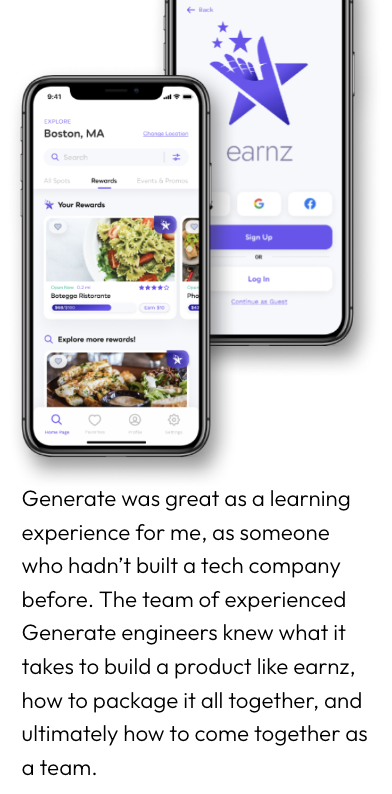 Back
earnz
Sign Up
OR
Log In
Continue as Guest
9:41
EXPLORE
Boston, MA
Change Location
Search
All Spots
Rewards
Events & Promos
Your Rewards
Open Now 0.2 mi
Bottega Ristorante
Pho
Earn $10
Explore more rewards!
Home Page
Favorites
Profile
Settings
Generate was great as a learning
experience for me, as someone
who hadn’t built a tech company
before. The team of experienced
Generate engineers knew what it
takes to build a product like earnz,
how to package it all together, and
ultimately how to come together as
a team.